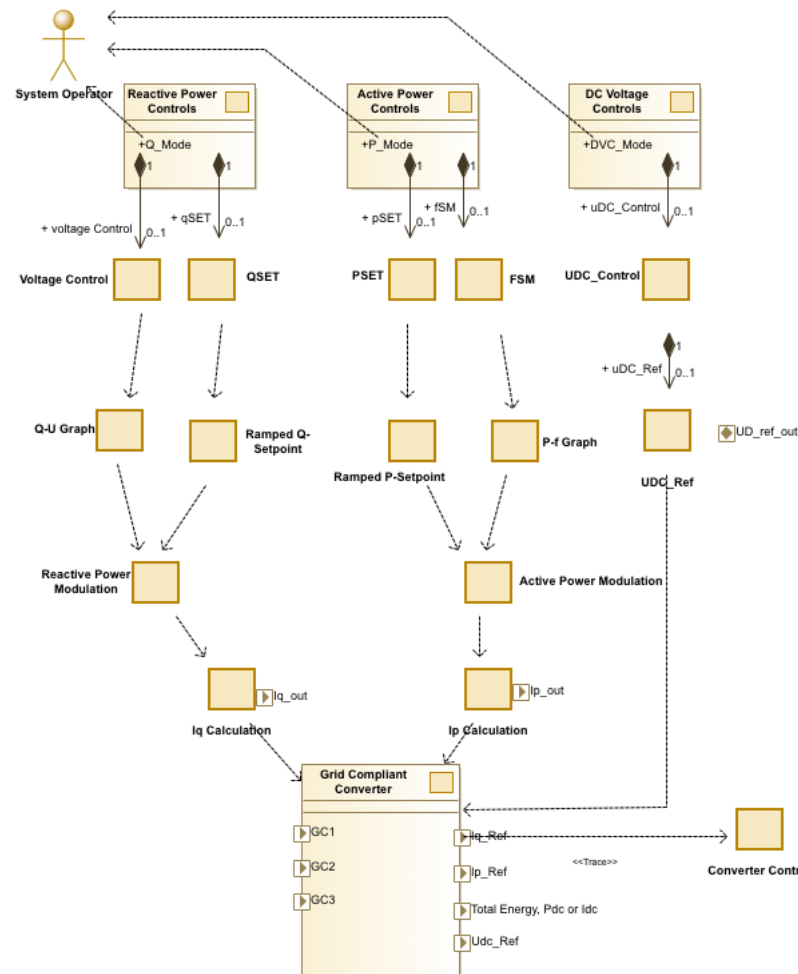 System Operator
Reactive Power
Controls
Active Power
Controls
DC Voltage
Controls
+Q_Mode
+P_Mode
+DVC_Mode
1
1
1
1
1
+ voltage Control
0..1
+ qSET
0..1
+ pSET
0..1
+ fSM
0..1
+ uDC_Control
0..1
Voltage Control
QSET
PSET
FSM
UDC_Control
1
+ uDC_Ref
0..1
Q-U Graph
Ramped Q-
Setpoint
Ramped P-Setpoint
P-f Graph
UDC_Ref
UD_ref_out
Reactive Power
Modulation
Active Power Modulation
Iq_out
Ip_out
Iq Calculation
Ip Calculation
Grid Compliant
Converter
GC1
GC2
GC3
Iq_Ref
<<Trace>>
Ip_Ref
Total Energy, Pdc or Idc
Udc_Ref
Converter Contr